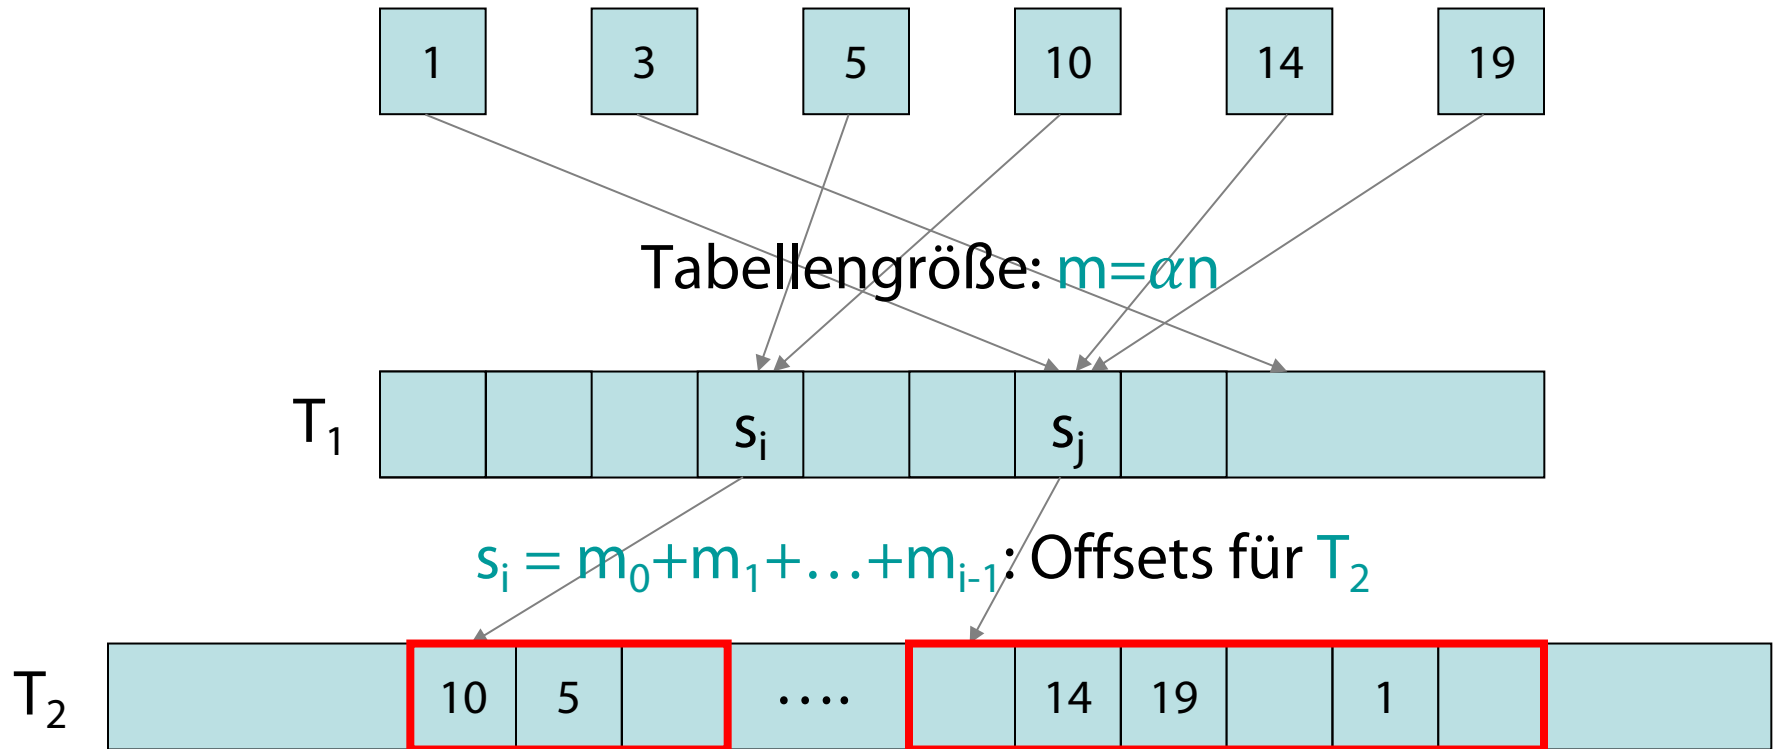 1 3 5 10 14 19
Tabellengröße: m=αn
T₁ sᵢ sⱼ
sᵢ = m₀+m₁+…+mᵢ₋₁: Offsets für T₂
T₂ 10 5 …. 14 19 1